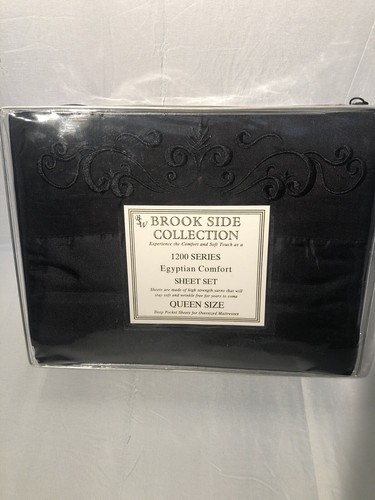 BSW BROOK SIDE
COLLECTION
Experience the Comfort and Soft Touch as a
1200 SERIES
Egyptian Comfort
SHEET SET
Sheets are made of high strength yarns that will
stay soft and wrinkle free for years to come
QUEEN SIZE
Deep Pocket Sheets for Oversized Mattresses